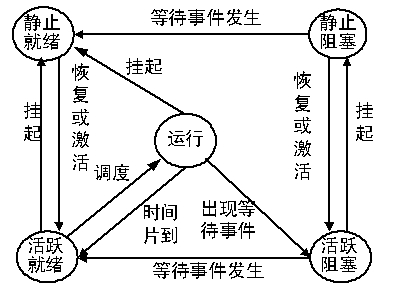 等待事件发生
静止
就绪
静止
阻塞
挂起
恢复或激活
挂起
运行
恢复或激活
挂起
调度
时间
片到
出现等
待事件
活跃
就绪
活跃
阻塞
等待事件发生